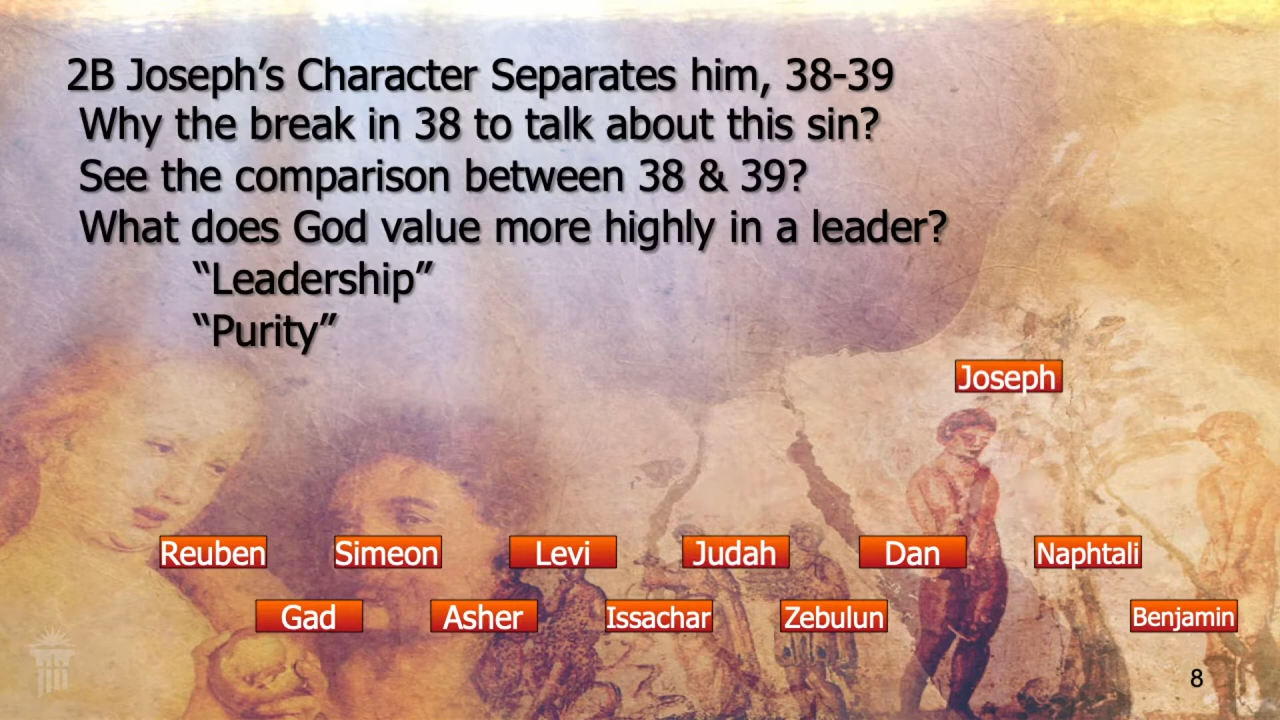 2B Joseph’s Character Separates him, 38-39
Why the break in 38 to talk about this sin?
See the comparison between 38 & 39?
What does God value more highly in a leader?
“Leadership”
“Purity”
Joseph
Reuben Simeon Levi Judah Dan Naphtali
Gad Asher Issachar Zebulun Benjamin
8